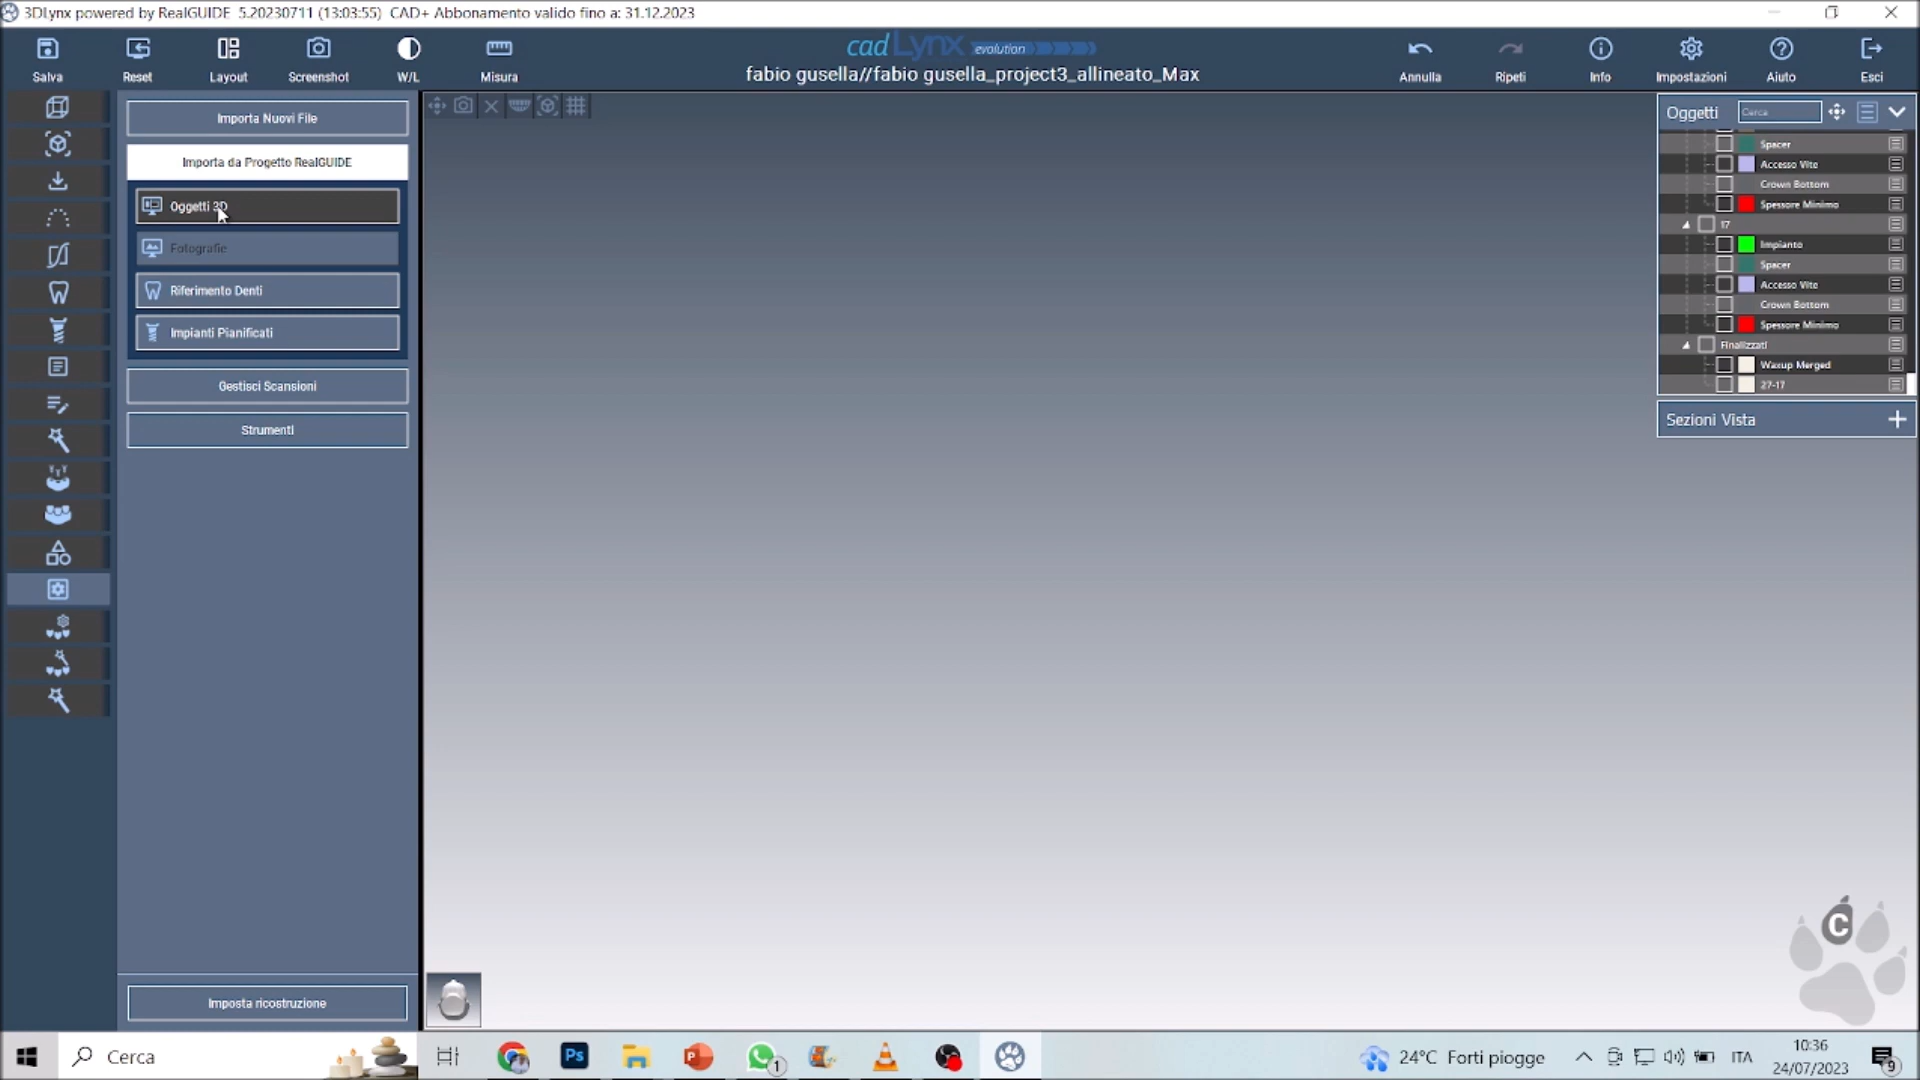 3DLynx powered by RealGUIDE 5.20230711 (13:03:55) CAD+ Abbonamento valido fino a: 31.12.2023
Salva
Reset
Layout
Screenshot
W/L
Misura
cadLynx evolution
fabio gusella//fabio gusella_project3_allineato_Max
Annulla
Ripeti
Info
Impostazioni
Aiuto
Esci
Importa Nuovi File
Importa da Progetto RealGUIDE
Oggetti 3D
Fotografie
Riferimento Denti
Impianti Pianificati
Gestisci Scansioni
Strumenti
Imposta ricostruzione
Oggetti
Cerca
Spacer
Accesso Vite
Crown Bottom
Spessore Minimo
17
Impianto
Spacer
Accesso Vite
Crown Bottom
Spessore Minimo
Finalizzati
Waxup Merged
27-17
Sezioni Vista
C
Cerca
Ps
P
1
24°C Forti piogge
ITA
10:36
24/07/2023
9